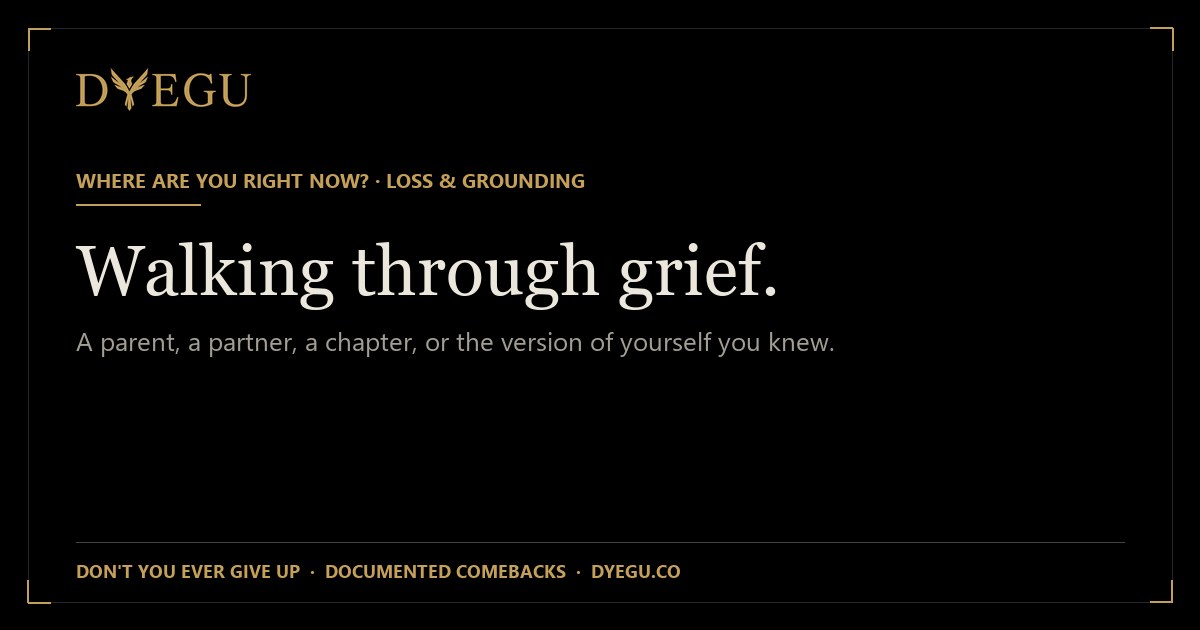 DYEGU
WHERE ARE YOU RIGHT NOW? · LOSS & GROUNDING
Walking through grief.
A parent, a partner, a chapter, or the version of yourself you knew.
DON'T YOU EVER GIVE UP · DOCUMENTED COMEBACKS · DYEGU.CO